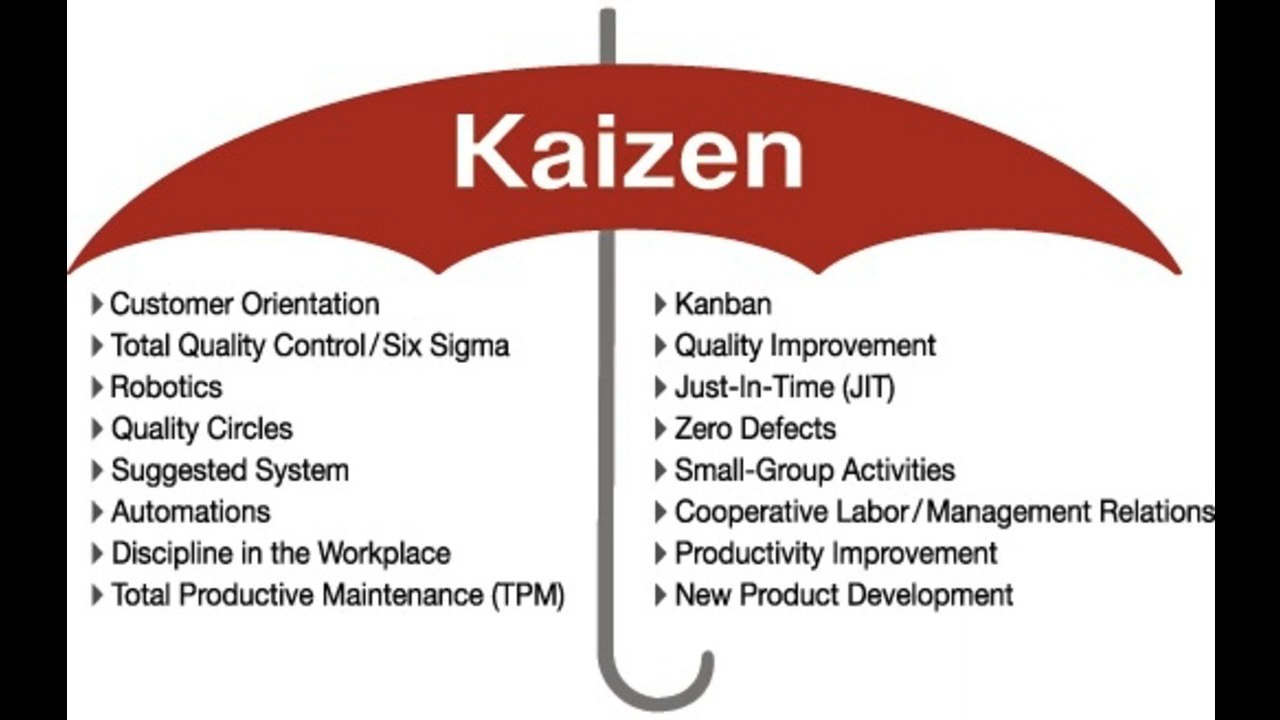 Kaizen
Customer Orientation
Total Quality Control/Six Sigma
Robotics
Quality Circles
Suggested System
Automations
Discipline in the Workplace
Total Productive Maintenance (TPM)
Kanban
Quality Improvement
Just-In-Time (JIT)
Zero Defects
Small-Group Activities
Cooperative Labor/Management Relations
Productivity Improvement
New Product Development